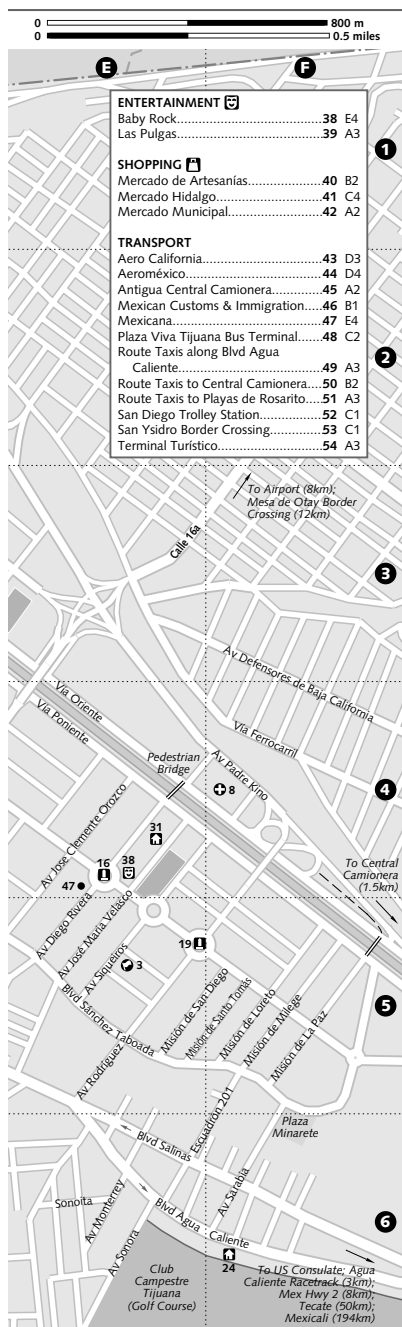 0 800 m
0 0.5 miles
E F
ENTERTAINMENT
Baby Rock....................38 E4
Las Pulgas....................39 A3
1
SHOPPING
Mercado de Artesanías....................40 B2
Mercado Hidalgo....................41 C4
Mercado Municipal....................42 A2
TRANSPORT
Aero California....................43 D3
Aeroméxico....................44 D4
Antigua Central Camionera....................45 A2
Mexican Customs & Immigration....................46 B1
Mexicana....................47 E4
Plaza Viva Tijuana Bus Terminal....................48 C2
Route Taxis along Blvd Agua
Caliente....................49 A3
2
Route Taxis to Central Camionera....................50 B2
Route Taxis to Playas de Rosarito....................51 A3
San Diego Trolley Station....................52 C1
San Ysidro Border Crossing....................53 C1
Terminal Turístico....................54 A3
To Airport (8km);
Mesa de Otay Border
Crossing (12km)
Calle 16a
3
Av Defensores de Baja California
Vía Oriente
Vía Poniente
Vía Ferrocarril
Pedestrian
Bridge
Av Padre Kino
8
4
Av Jose Clemente Orozco
31
16
38
47
To Central
Camionera
(1.5km)
Av Diego Rivera
Av José María Velasco
19
Av Siqueiros
3
5
Blvd Sánchez Taboada
Misión de San Diego
Misión de Santo Tomás
Misión de Loreto
Misión de Mulege
Misión de La Paz
Av Rodríguez
Escuadrón 201
Plaza
Minarete
Blvd Salinas
Av Sarabia
Sonoita
Av Monterrey
Av Sonora
Blvd Agua Caliente
6
24
Club
Campestre
Tijuana
(Golf Course)
To US Consulate; Agua
Caliente Racetrack (3km);
Mex Hwy 2 (8km);
Tecate (50km);
Mexicali (194km)